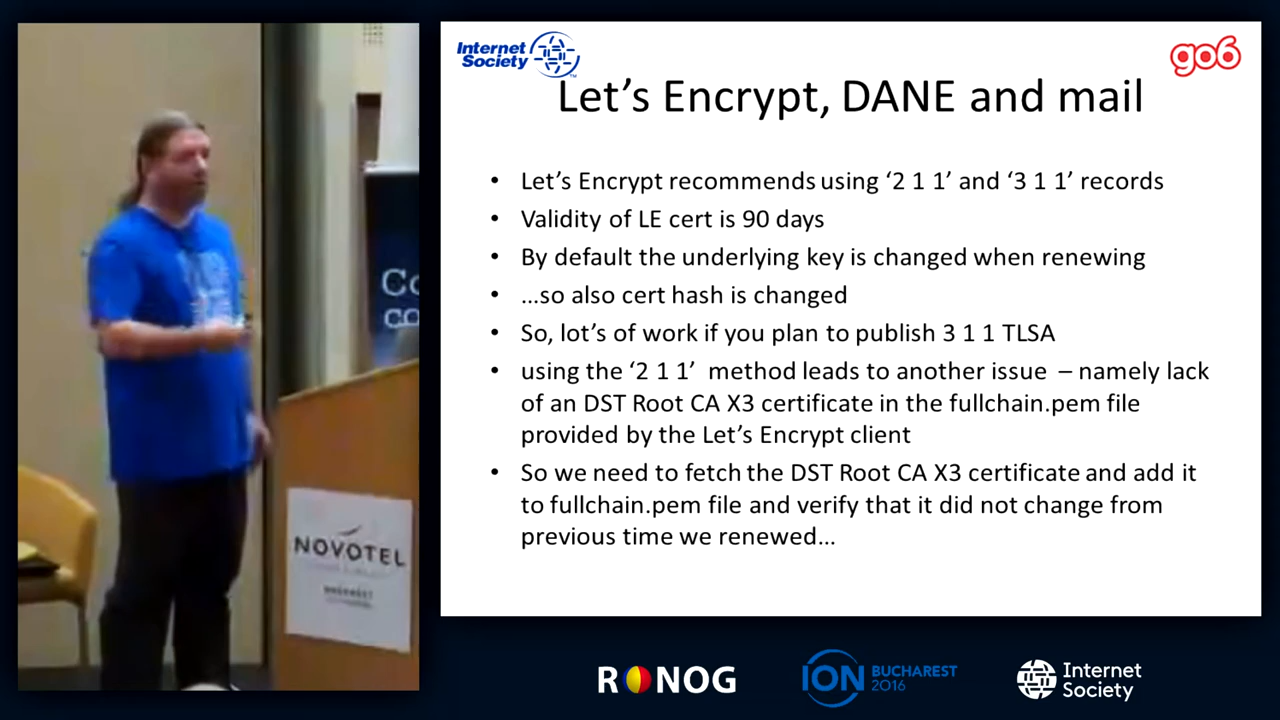 Internet
Society
go6
Let's Encrypt, DANE and mail
• Let's Encrypt recommends using ‘2 1 1’ and ‘3 1 1’ records
• Validity of LE cert is 90 days
• By default the underlying key is changed when renewing
• …so also cert hash is changed
• So, lot's of work if you plan to publish 3 1 1 TLSA
• using the ‘2 1 1’ method leads to another issue – namely lack
of an DST Root CA X3 certificate in the fullchain.pem file
provided by the Let's Encrypt client
• So we need to fetch the DST Root CA X3 certificate and add it
to fullchain.pem file and verify that it did not change from
previous time we renewed…
Co
co
NOVOTEL
BUCHAREST
RONOG
ION BUCHAREST
2016
Internet
Society